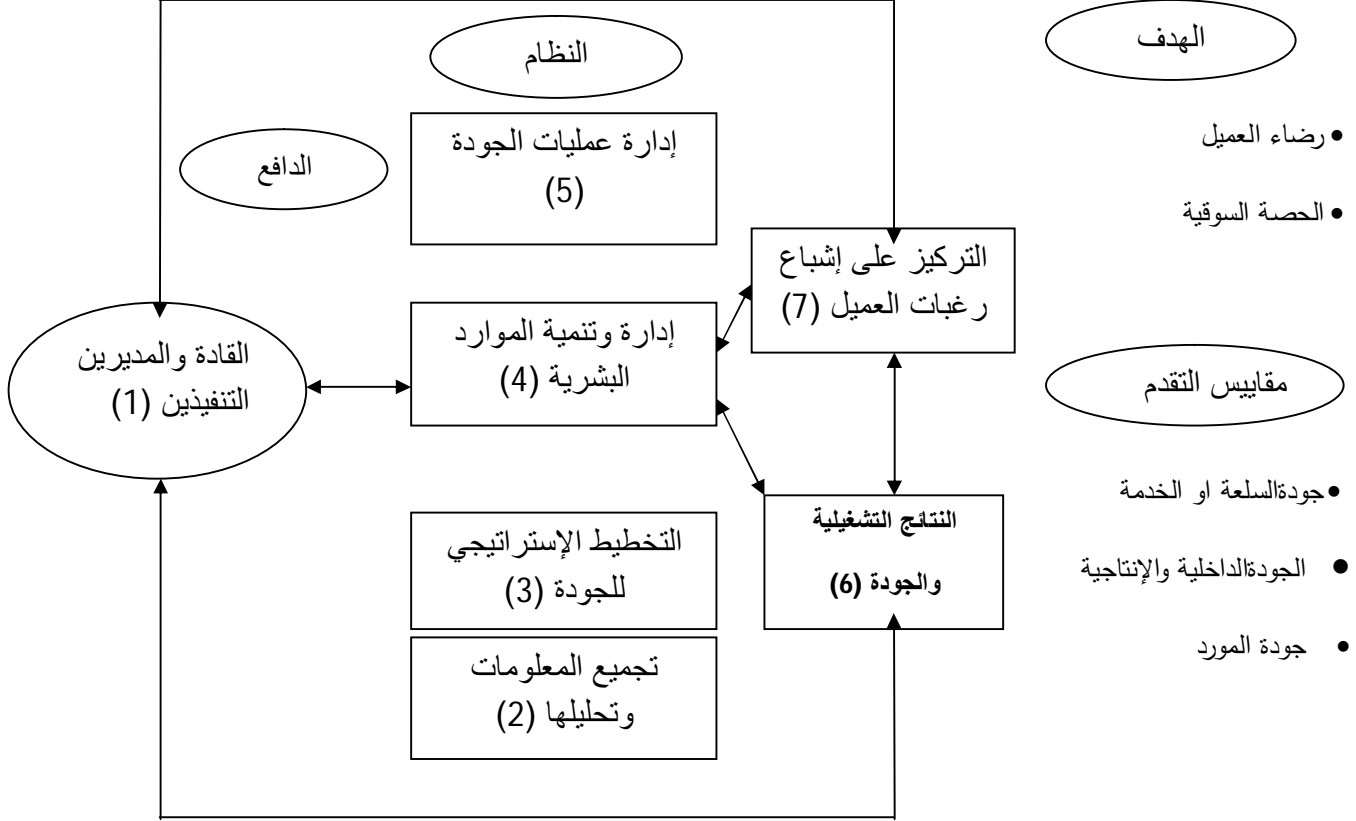 الهدف
النظام
رضاء العميل
إدارة عمليات الجودة
(5)
الدافع
الحصة السوقية
التركيز على إشباع
رغبات العميل (7)
إدارة وتنمية الموارد
البشرية (4)
القادة والمديرين
التنفيذين (1)
مقاييس التقدم
جودةالسلعة او الخدمة
النتائج التشغيلية
والجودة (6)
التخطيط الإستراتيجي
للجودة (3)
الجودةالداخلية والإنتاجية
جودة المورد
تجميع المعلومات
وتحليلها (2)